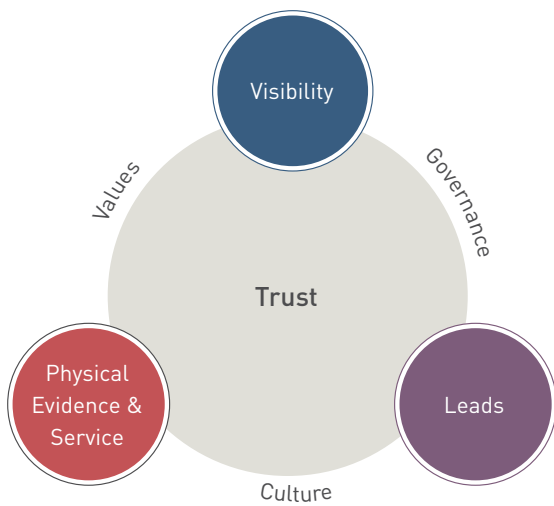 Visibility
Values
Governance
Trust
Physical
Evidence &
Service
Leads
Culture